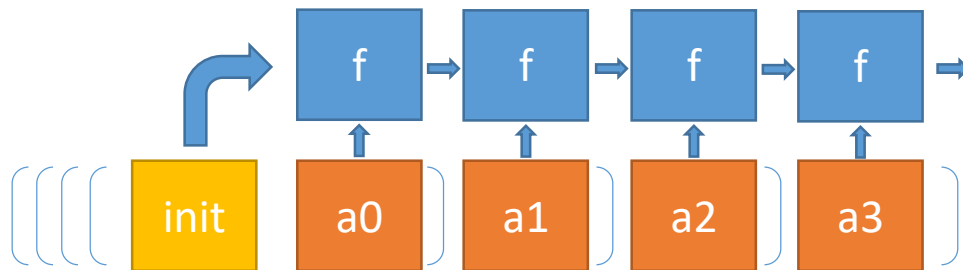 f f f f
((((init a0) a1) a2) a3)